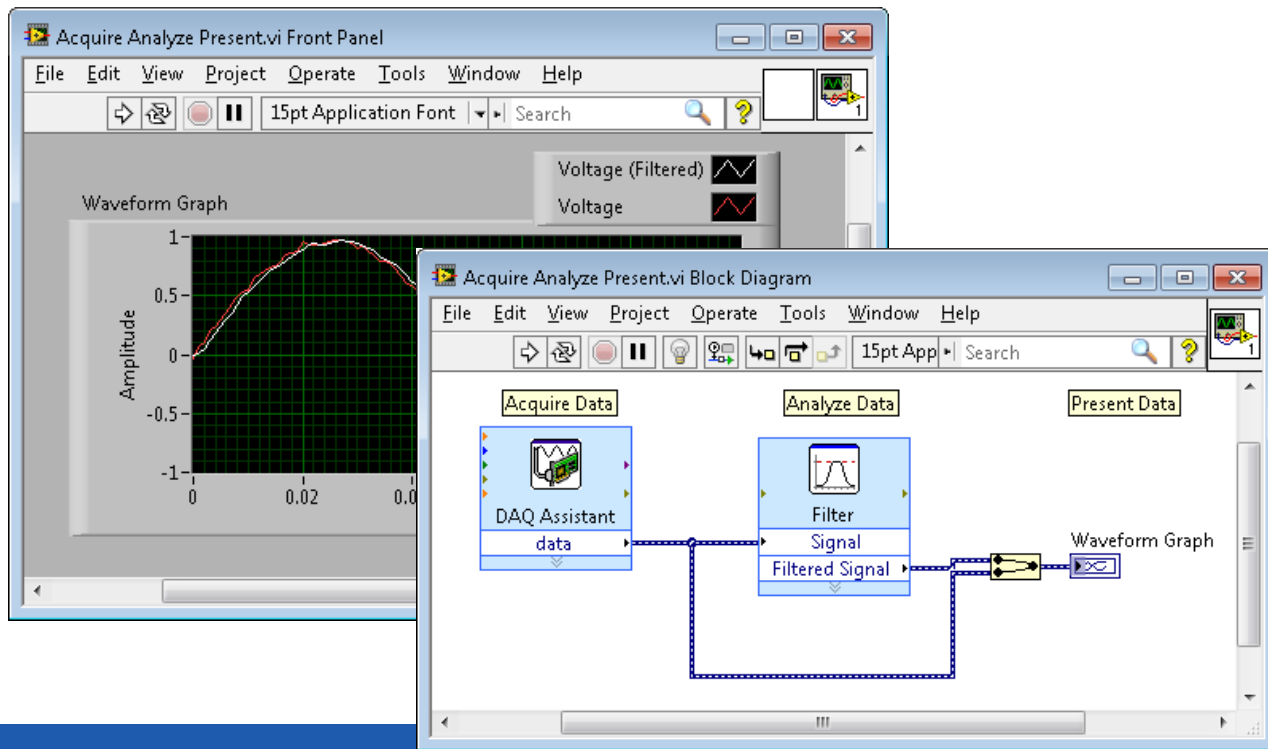 Acquire Analyze Present.vi Front Panel
File Edit View Project Operate Tools Window Help
15pt Application Font Search
1
Voltage (Filtered)
Voltage
Waveform Graph
Amplitude
1
0.5
0
-0.5
-1
0 0.02
Acquire Analyze Present.vi Block Diagram
File Edit View Project Operate Tools Window Help
15pt App Search
1
Acquire Data Analyze Data Present Data
DAQ Assistant
data
Filter
Signal
Filtered Signal
Waveform Graph